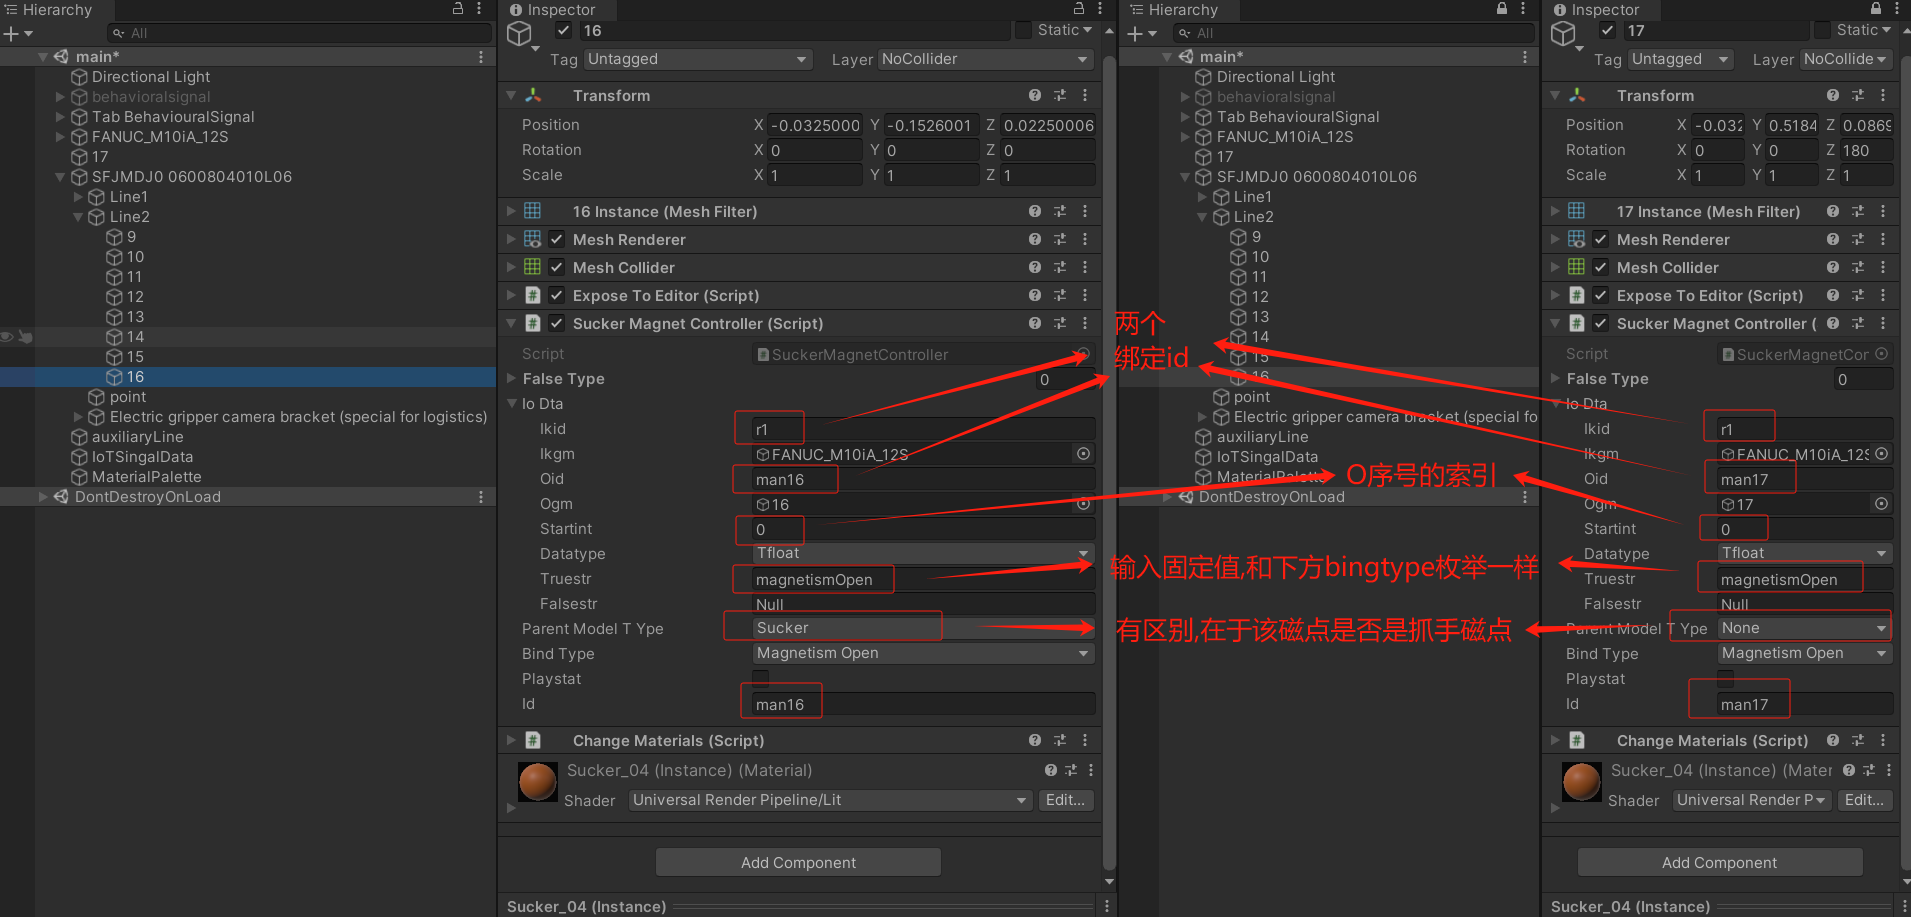 Hierarchy
All
main*
Directional Light
behavioralsignal
Tab BehaviouralSignal
FANUC_M10iA_12S
17
SFJMDJ0 0600804010L06
Line1
Line2
9
10
11
12
13
14
15
16
point
Electric gripper camera bracket (special for logistics)
auxiliaryLine
IoTSingalData
MaterialPalette
DontDestroyOnLoad
Inspector
16
Static
Tag Untagged Layer NoCollider
Transform
Position X -0.0325000 Y -0.1526001 Z 0.02250006
Rotation X 0 Y 0 Z 0
Scale X 1 Y 1 Z 1
16 Instance (Mesh Filter)
Mesh Renderer
Mesh Collider
Expose To Editor (Script)
Sucker Magnet Controller (Script)
Script SuckerMagnetController
False Type 0
Io Dta
Ikid r1
Ikgm FANUC_M10iA_12S
Oid man16
Ogm 16
Startint 0
Datatype Tfloat
Truestr magnetismOpen
Falsestr Null
Parent Model T Ype Sucker
Bind Type Magnetism Open
Playstat
Id man16
Change Materials (Script)
Sucker_04 (Instance) (Material)
Shader Universal Render Pipeline/Lit Edit...
Add Component
Sucker_04 (Instance)
Hierarchy
All
main*
Directional Light
behavioralsignal
Tab BehaviouralSignal
FANUC_M10iA_12S
17
SFJMDJ0 0600804010L06
Line1
Line2
9
10
11
12
13
14
15
16
point
Electric gripper camera bracket (special fo
auxiliaryLine
IoTSingalData
MaterialPalette
DontDestroyOnLoad
两个
绑定id
O序号的索引
输入固定值,和下方bingtype枚举一样
有区别,在于该磁点是否是抓手磁点
Inspector
17
Static
Tag Untagged Layer NoCollide
Transform
Position X -0.032 Y 0.5184 Z 0.0869
Rotation X 0 Y 0 Z 180
Scale X 1 Y 1 Z 1
17 Instance (Mesh Filter)
Mesh Renderer
Mesh Collider
Expose To Editor (Script)
Sucker Magnet Controller (
Script SuckerMagnetCor
False Type 0
Io Dta
Ikid r1
Ikgm FANUC_M10iA_12S
Oid man17
Ogm 17
Startint 0
Datatype Tfloat
Truestr magnetismOpen
Falsestr Null
Parent Model T Ype None
Bind Type Magnetism Open
Playstat
Id man17
Change Materials (Script)
Sucker_04 (Instance) (Mater
Shader Universal Render P Edit...
Add Component
Sucker_04 (Instance)